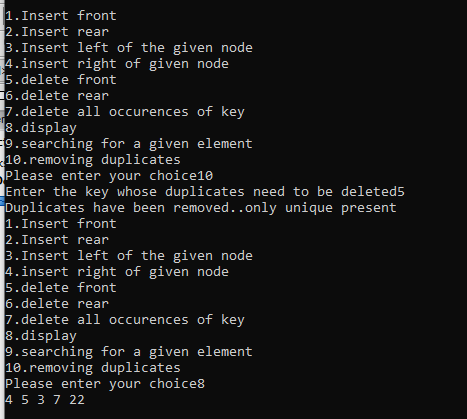 1.Insert front
2.Insert rear
3.Insert left of the given node
4.insert right of given node
5.delete front
6.delete rear
7.delete all occurences of key
8.display
9.searching for a given element
10.removing duplicates
Please enter your choice10
Enter the key whose duplicates need to be deleted5
Duplicates have been removed..only unique present
1.Insert front
2.Insert rear
3.Insert left of the given node
4.insert right of given node
5.delete front
6.delete rear
7.delete all occurences of key
8.display
9.searching for a given element
10.removing duplicates
Please enter your choice8
4 5 3 7 22